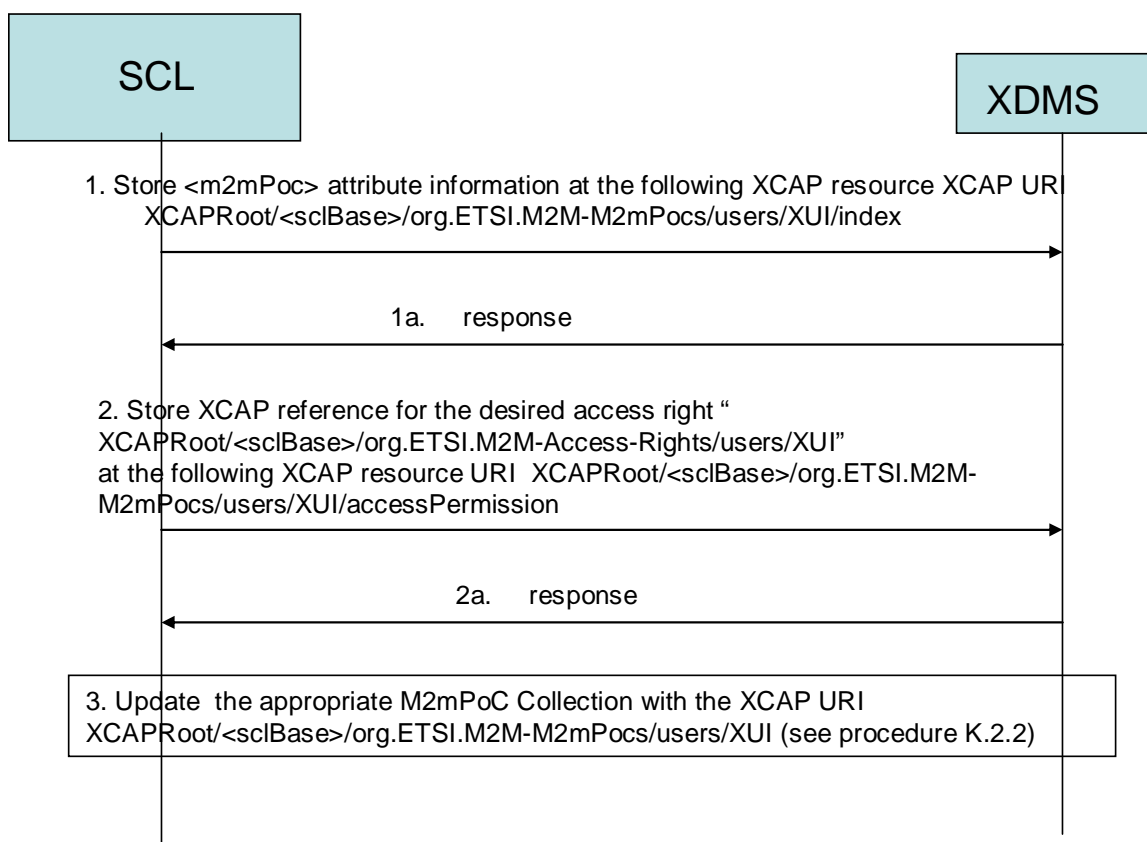 SCL
XDMS
1. Store <m2mPoc> attribute information at the following XCAP resource XCAP URI
XCAPRoot/<sclBase>/org.ETSI.M2M-M2mPocs/users/XUI/index
1a. response
2. Store XCAP reference for the desired access right “
XCAPRoot/<sclBase>/org.ETSI.M2M-Access-Rights/users/XUI”
at the following XCAP resource URI XCAPRoot/<sclBase>/org.ETSI.M2M-
M2mPocs/users/XUI/accessPermission
2a. response
3. Update the appropriate M2mPoC Collection with the XCAP URI
XCAPRoot/<sclBase>/org.ETSI.M2M-M2mPocs/users/XUI (see procedure K.2.2)